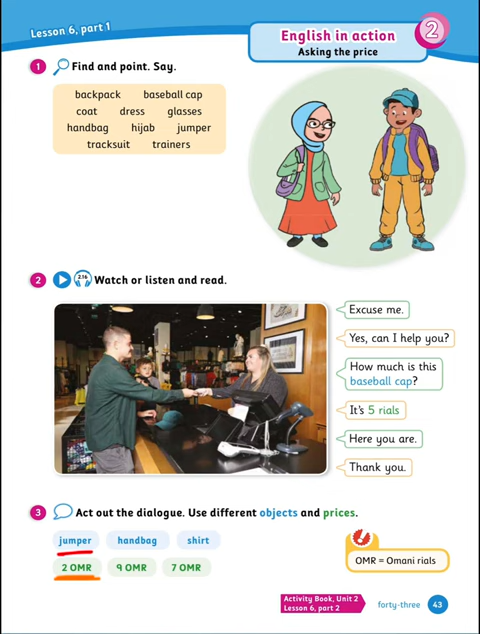 Lesson 6, part 1
English in action
Asking the price
2
1 Find and point. Say.
backpack baseball cap
coat dress glasses
handbag hijab jumper
tracksuit trainers
2 2.16 Watch or listen and read.
Excuse me.
Yes, can I help you?
How much is this
baseball cap?
It's 5 rials
Here you are.
Thank you.
3 Act out the dialogue. Use different objects and prices.
jumper handbag shirt
2 OMR 9 OMR 7 OMR
OMR = Omani rials
Activity Book, Unit 2
Lesson 6, part 2
forty-three 43